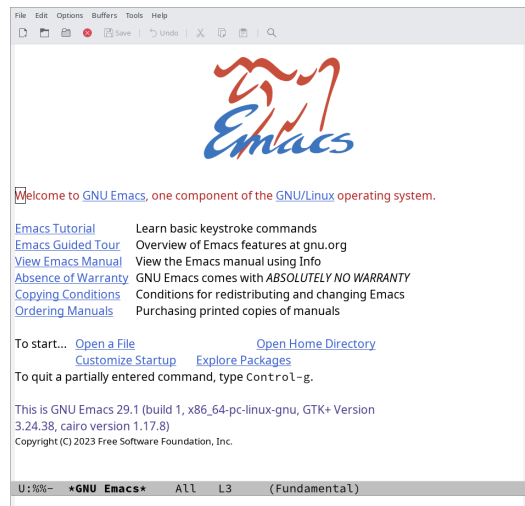 File Edit Options Buffers Tools Help
Save Undo
Emacs
Welcome to GNU Emacs, one component of the GNU/Linux operating system.
Emacs Tutorial Learn basic keystroke commands
Emacs Guided Tour Overview of Emacs features at gnu.org
View Emacs Manual View the Emacs manual using Info
Absence of Warranty GNU Emacs comes with ABSOLUTELY NO WARRANTY
Copying Conditions Conditions for redistributing and changing Emacs
Ordering Manuals Purchasing printed copies of manuals
To start... Open a File Open Home Directory
Customize Startup Explore Packages
To quit a partially entered command, type Control-g.
This is GNU Emacs 29.1 (build 1, x86_64-pc-linux-gnu, GTK+ Version
3.24.38, cairo version 1.17.8)
Copyright (C) 2023 Free Software Foundation, Inc.
U:%%- *GNU Emacs* All L3 (Fundamental)